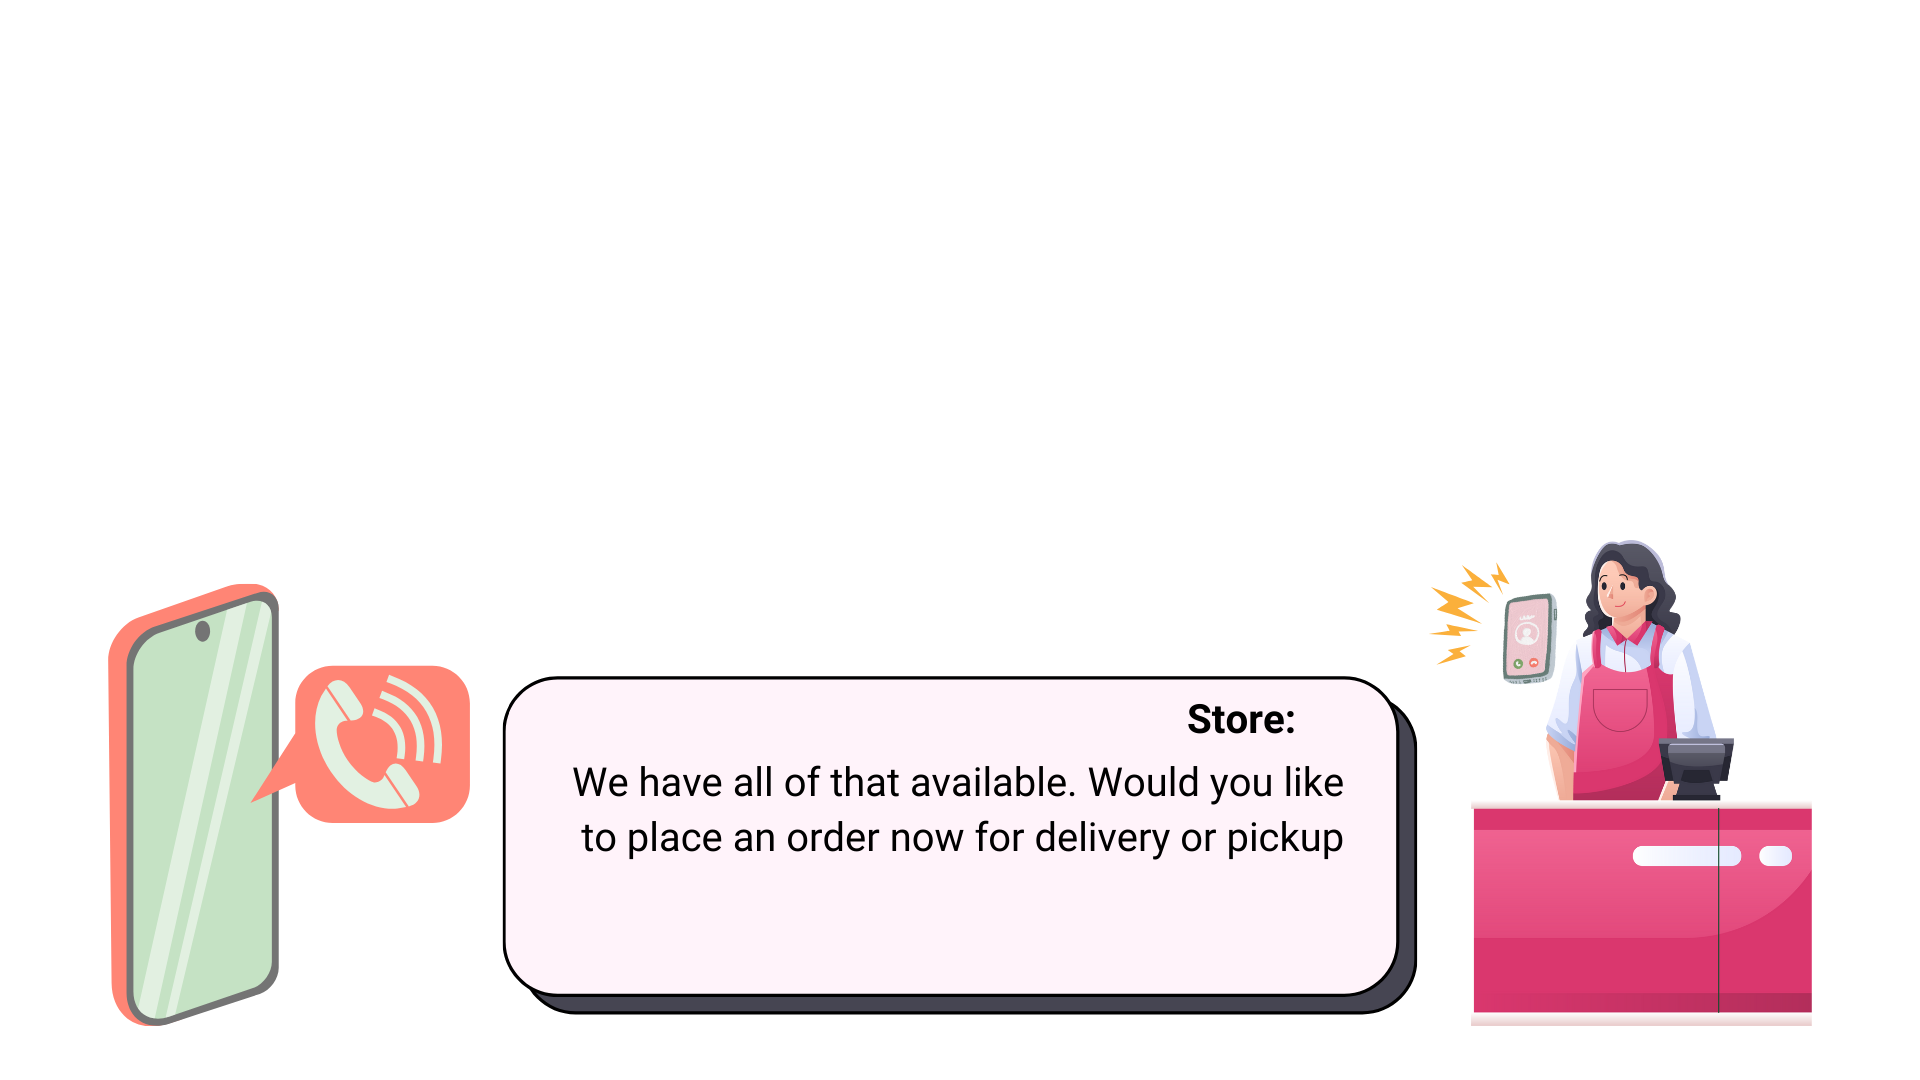 Store:
We have all of that available. Would you like
to place an order now for delivery or pickup